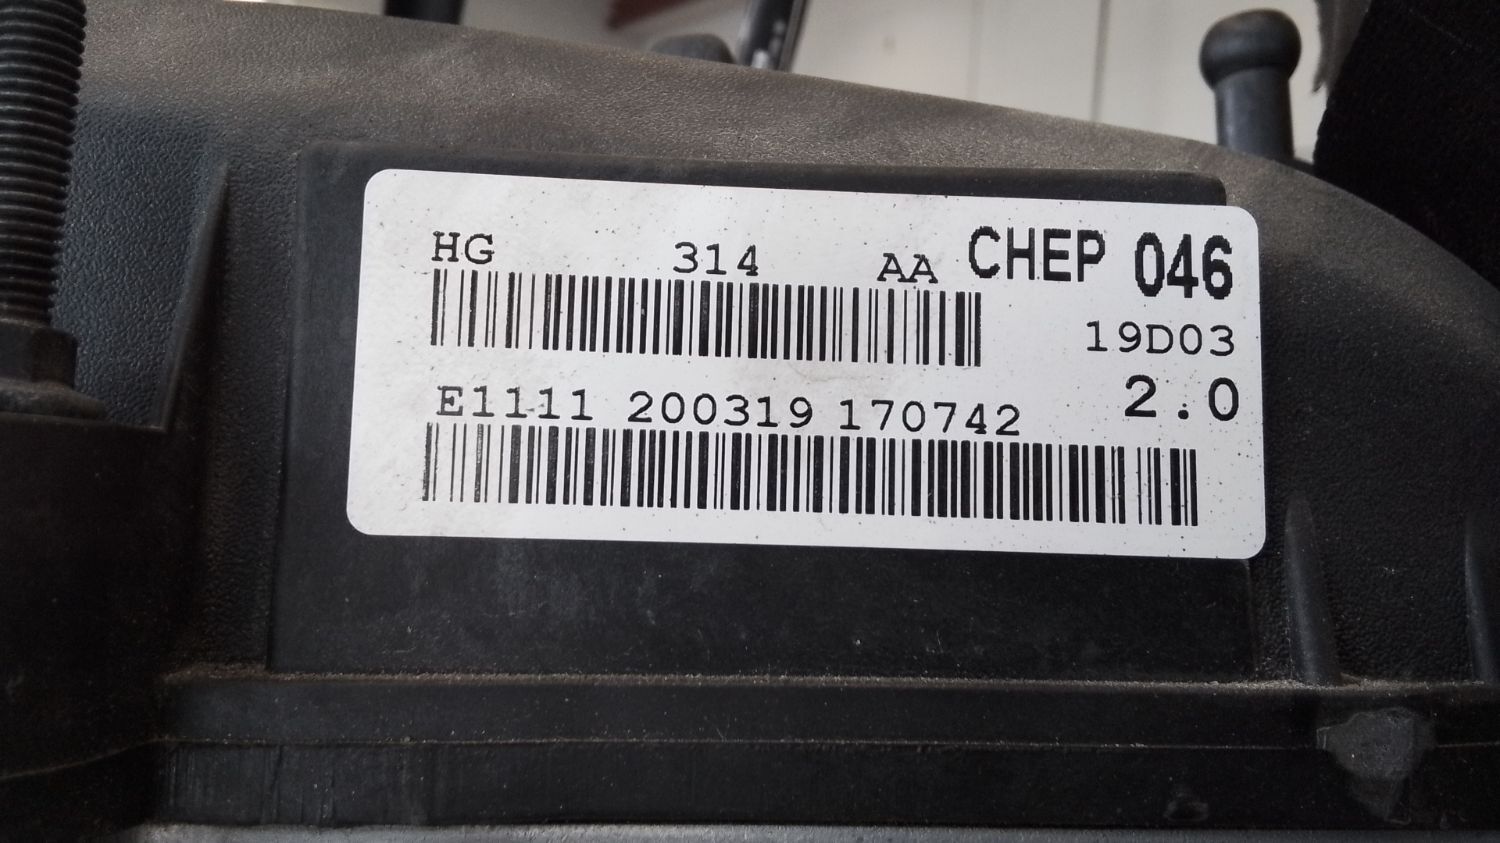 HG 314 AA CHEP 046
19D03
E1111 200319 170742 2.0